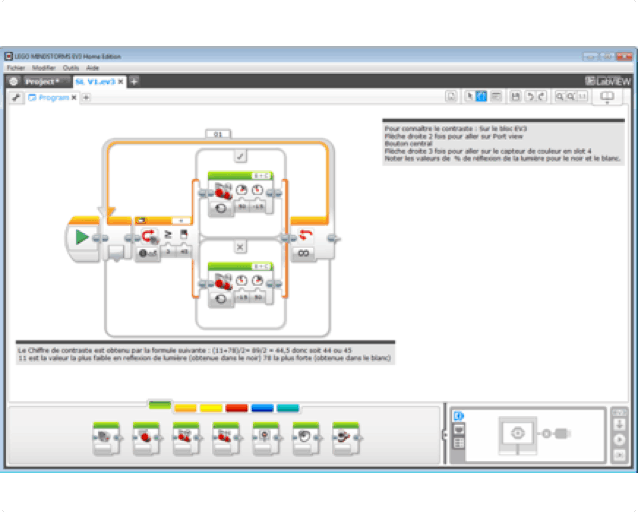 LEGO MINDSTORMS EV3 Home Edition
Fichier Modifier Outils Aide
Project* SL V1.ev3 × +
LabVIEW
Program × +
Pour connaître le contraste : Sur le bloc EV3
Flèche droite 2 fois pour aller sur Port view
Bouton central
Flèche droite 3 fois pour aller sur le capteur de couleur en slot 4
Noter les valeurs de % de réflexion de la lumière pour le noir et le blanc.
01
B + C
50 -15
4
2 45
∞
B + C
-15 50
Le Chiffre de contraste est obtenu par la formule suivante : (11+78)/2= 89/2 = 44,5 donc soit 44 ou 45
11 est la valeur la plus faible en reflexion de lumière (obtenue dans le noir) 78 la plus forte (obtenue dans le blanc)
EV3